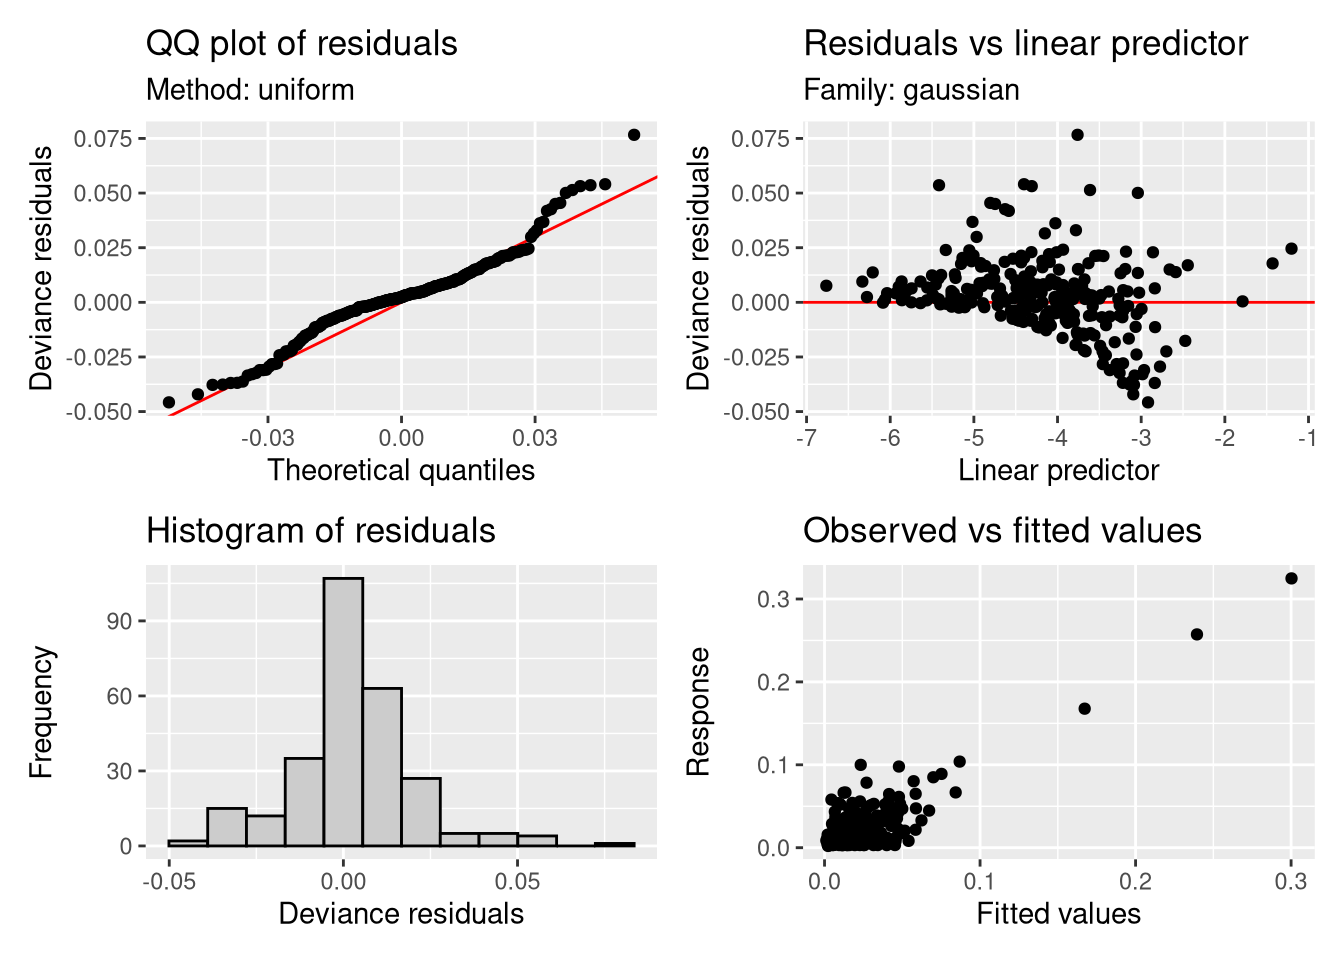 QQ plot of residuals
Method: uniform
Deviance residuals
0.075
0.050
0.025
0.000
-0.025
-0.050
-0.03 0.00 0.03
Theoretical quantiles
Residuals vs linear predictor
Family: gaussian
Deviance residuals
0.075
0.050
0.025
0.000
-0.025
-0.050
-7 -6 -5 -4 -3 -2 -1
Linear predictor
Histogram of residuals
Frequency
90
60
30
0
-0.05 0.00 0.05
Deviance residuals
Observed vs fitted values
Response
0.3
0.2
0.1
0.0
0.0 0.1 0.2 0.3
Fitted values